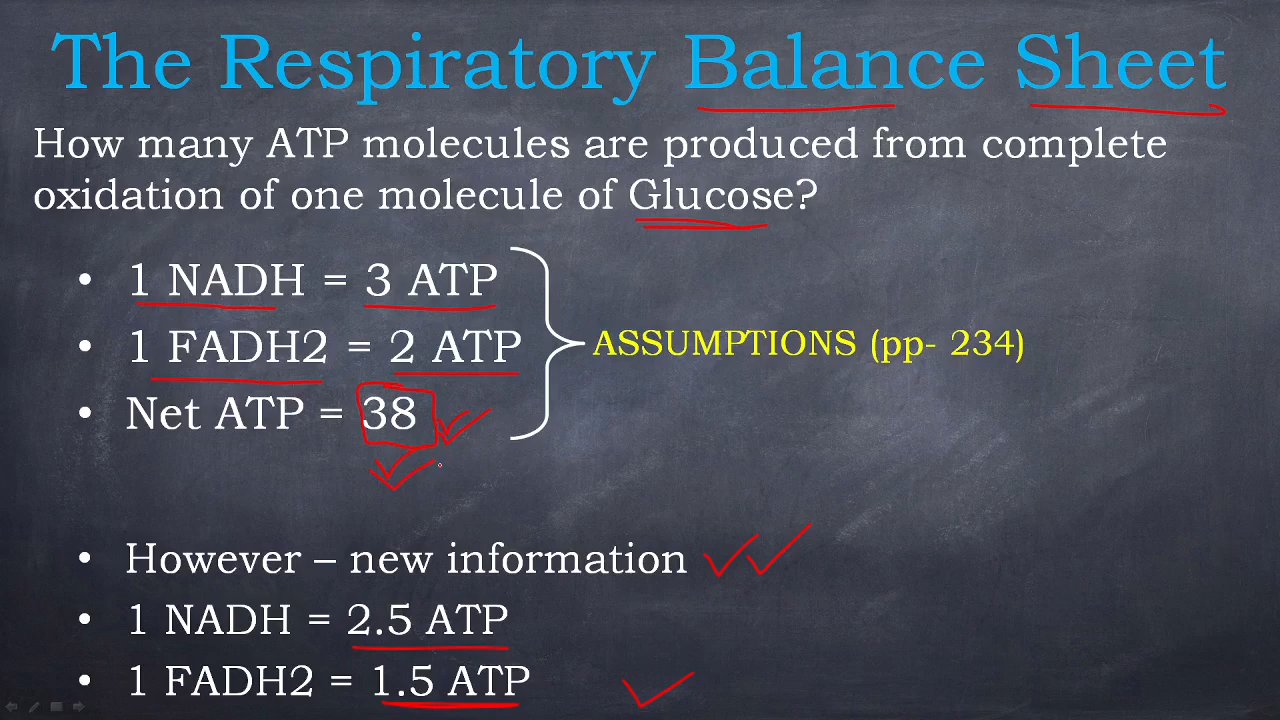 The Respiratory Balance Sheet
How many ATP molecules are produced from complete
oxidation of one molecule of Glucose?
• 1 NADH = 3 ATP
• 1 FADH2 = 2 ATP
• Net ATP = 38
ASSUMPTIONS (pp- 234)
• However – new information
• 1 NADH = 2.5 ATP
• 1 FADH2 = 1.5 ATP